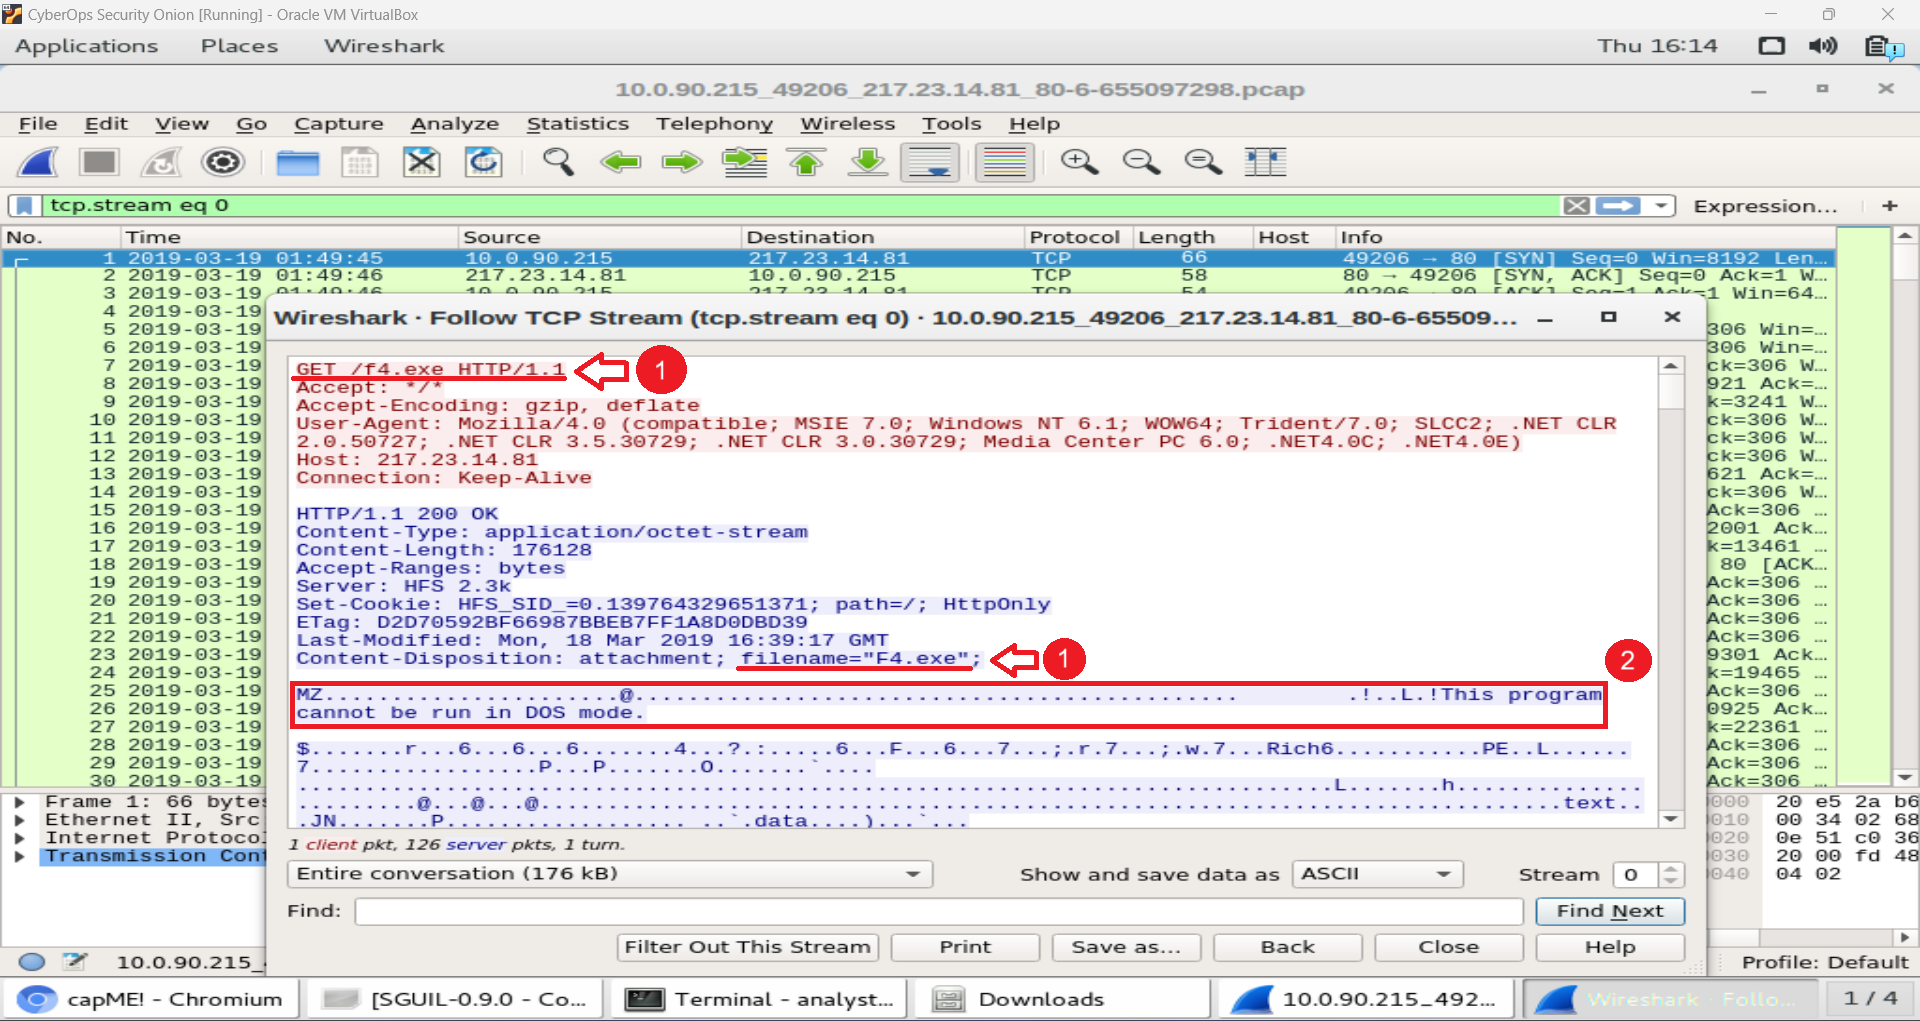 CyberOps Security Onion [Running] - Oracle VM VirtualBox
Applications Places Wireshark Thu 16:14
10.0.90.215_49206_217.23.14.81_80-6-655097298.pcap
File Edit View Go Capture Analyze Statistics Telephony Wireless Tools Help
tcp.stream eq 0 Expression... +
No. Time Source Destination Protocol Length Host Info
1 2019-03-19 01:49:45 10.0.90.215 217.23.14.81 TCP 66 49206 → 80 [SYN] Seq=0 Win=8192 Len…
2 2019-03-19 01:49:46 217.23.14.81 10.0.90.215 TCP 58 80 → 49206 [SYN, ACK] Seq=0 Ack=1 W…
3 2019-03-19 01:49:46 10.0.90.215 217.23.14.81 TCP 54 49206 → 80 [ACK] Seq=1 Ack=1 Win=64…
4 2019-03-19
5 2019-03-19 306 Win=…
6 2019-03-19 306 Win=…
7 2019-03-19 ck=306 W…
8 2019-03-19 921 Ack=…
9 2019-03-19 k=3241 W…
10 2019-03-19 ck=306 W…
11 2019-03-19 ck=306 W…
12 2019-03-19 ck=306 W…
13 2019-03-19 621 Ack=…
14 2019-03-19 ck=306 W…
15 2019-03-19 Ack=306 …
16 2019-03-19 2001 Ack…
17 2019-03-19 k=13461 …
18 2019-03-19 80 [ACK…
19 2019-03-19 Ack=306 …
20 2019-03-19 Ack=306 …
21 2019-03-19 Ack=306 …
22 2019-03-19 Ack=306 …
23 2019-03-19 9301 Ack…
24 2019-03-19 k=19465 …
25 2019-03-19 Ack=306 …
26 2019-03-19 0925 Ack…
27 2019-03-19 k=22361 …
28 2019-03-19 Ack=306 …
29 2019-03-19 Ack=306 …
30 2019-03-19 Ack=306 …
Wireshark · Follow TCP Stream (tcp.stream eq 0) · 10.0.90.215_49206_217.23.14.81_80-6-65509...
GET /f4.exe HTTP/1.1 1
Accept: */*
Accept-Encoding: gzip, deflate
User-Agent: Mozilla/4.0 (compatible; MSIE 7.0; Windows NT 6.1; WOW64; Trident/7.0; SLCC2; .NET CLR
2.0.50727; .NET CLR 3.5.30729; .NET CLR 3.0.30729; Media Center PC 6.0; .NET4.0C; .NET4.0E)
Host: 217.23.14.81
Connection: Keep-Alive
HTTP/1.1 200 OK
Content-Type: application/octet-stream
Content-Length: 176128
Accept-Ranges: bytes
Server: HFS 2.3k
Set-Cookie: HFS_SID_=0.139764329651371; path=/; HttpOnly
ETag: D2D70592BF66987BBEB7FF1A8D0DBD39
Last-Modified: Mon, 18 Mar 2019 16:39:17 GMT
Content-Disposition: attachment; filename="F4.exe"; 1
2
MZ......................@............................................. .!..L.!This program
cannot be run in DOS mode.
$.......r...6...6...6.......4...?.:.....6...F...6...7...;.r.7...;.w.7...Rich6...........PE..L......
7.................P...P.......O.......`....
.............................................................................L.......h..............
.........@...@...@............................................................................text..
.JN.......P.................. ..`.data....)...`...
1 client pkt, 126 server pkts, 1 turn.
Entire conversation (176 kB) Show and save data as ASCII Stream 0
Find: Find Next
Filter Out This Stream Print Save as... Back Close Help
Frame 1: 66 bytes
Ethernet II, Src
Internet Protoco
Transmission Con
0000 20 e5 2a b6
0010 00 34 02 68
0020 0e 51 c0 36
0030 20 00 fd 48
0040 04 02
10.0.90.215_ Profile: Default
capME! - Chromium [SGUIL-0.9.0 - Co... Terminal - analyst... Downloads 10.0.90.215_492... Wireshark · Follo... 1 / 4